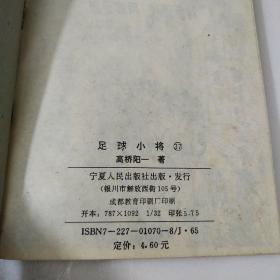 足球小将 ㊲
高桥阳一 著
宁夏人民出版社出版·发行
(银川市解放西街105号)
成都教育印刷厂印刷
开本：787×1092 1/32 印张5.75
ISBN7-227-01070-8/J·65
定价：4.60元